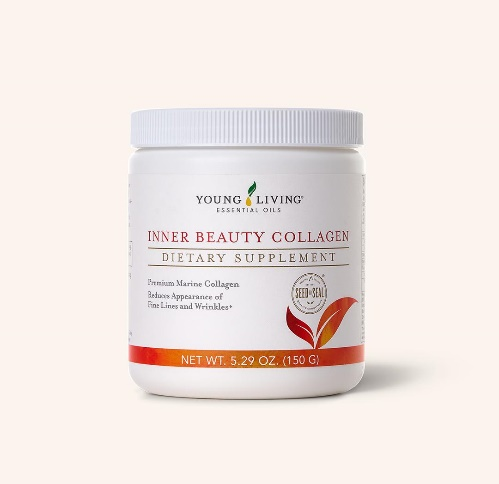 YOUNG LIVING®
ESSENTIAL OILS
INNER BEAUTY COLLAGEN
DIETARY SUPPLEMENT
Premium Marine Collagen
Reduces Appearance of
Fine Lines and Wrinkles*
SEED TO SEAL
NET WT. 5.29 OZ. (150 G)